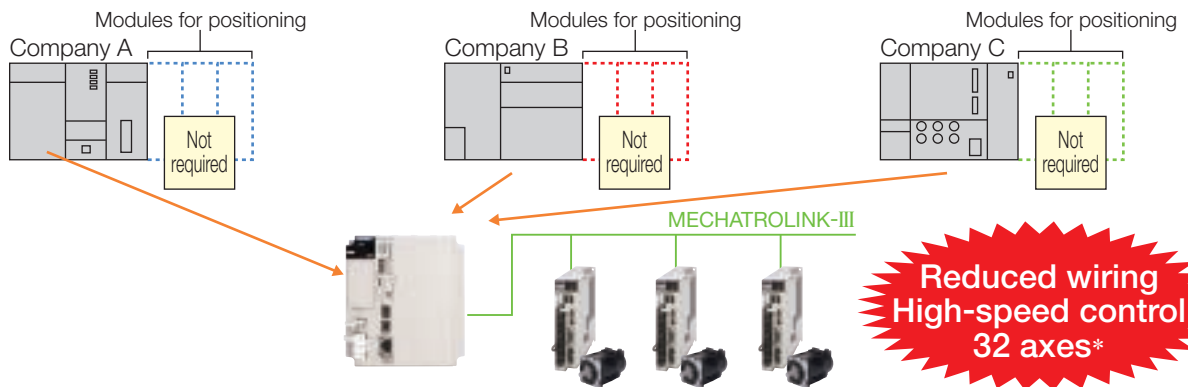 Modules for positioning
Company A
Not
required
Modules for positioning
Company B
Not
required
Modules for positioning
Company C
Not
required
MECHATROLINK-III
Reduced wiring
High-speed control
32 axes*